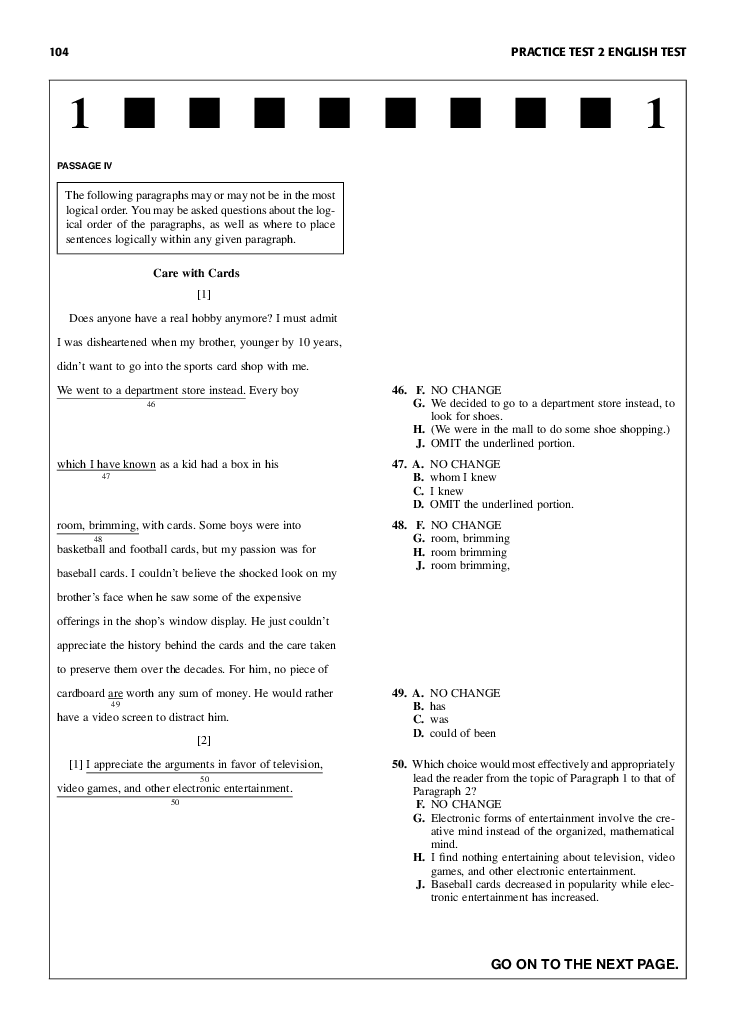 104
PRACTICE TEST 2 ENGLISH TEST
1
1
PASSAGE IV
The following paragraphs may or may not be in the most
logical order. You may be asked questions about the log-
ical order of the paragraphs, as well as where to place
sentences logically within any given paragraph.
Care with Cards
[1]
Does anyone have a real hobby anymore? I must admit
I was disheartened when my brother, younger by 10 years,
didn't want to go into the sports card shop with me.
We went to a department store instead. Every boy
46
which I have known as a kid had a box in his
47
room, brimming, with cards. Some boys were into
48
basketball and football cards, but my passion was for
baseball cards. I couldn't believe the shocked look on my
brother's face when he saw some of the expensive
offerings in the shop's window display. He just couldn't
appreciate the history behind the cards and the care taken
to preserve them over the decades. For him, no piece of
cardboard are worth any sum of money. He would rather
49
have a video screen to distract him.
[2]
[1] I appreciate the arguments in favor of television,
50
video games, and other electronic entertainment.
50
46. F. NO CHANGE
G. We decided to go to a department store instead, to
look for shoes.
H. (We were in the mall to do some shoe shopping.)
J. OMIT the underlined portion.
47. A. NO CHANGE
B. whom I knew
C. I knew
D. OMIT the underlined portion.
48. F. NO CHANGE
G. room, brimming
H. room brimming
J. room brimming,
49. A. NO CHANGE
B. has
C. was
D. could of been
50. Which choice would most effectively and appropriately
lead the reader from the topic of Paragraph 1 to that of
Paragraph 2?
F. NO CHANGE
G. Electronic forms of entertainment involve the cre-
ative mind instead of the organized, mathematical
mind.
H. I find nothing entertaining about television, video
games, and other electronic entertainment.
J. Baseball cards decreased in popularity while elec-
tronic entertainment has increased.
GO ON TO THE NEXT PAGE.